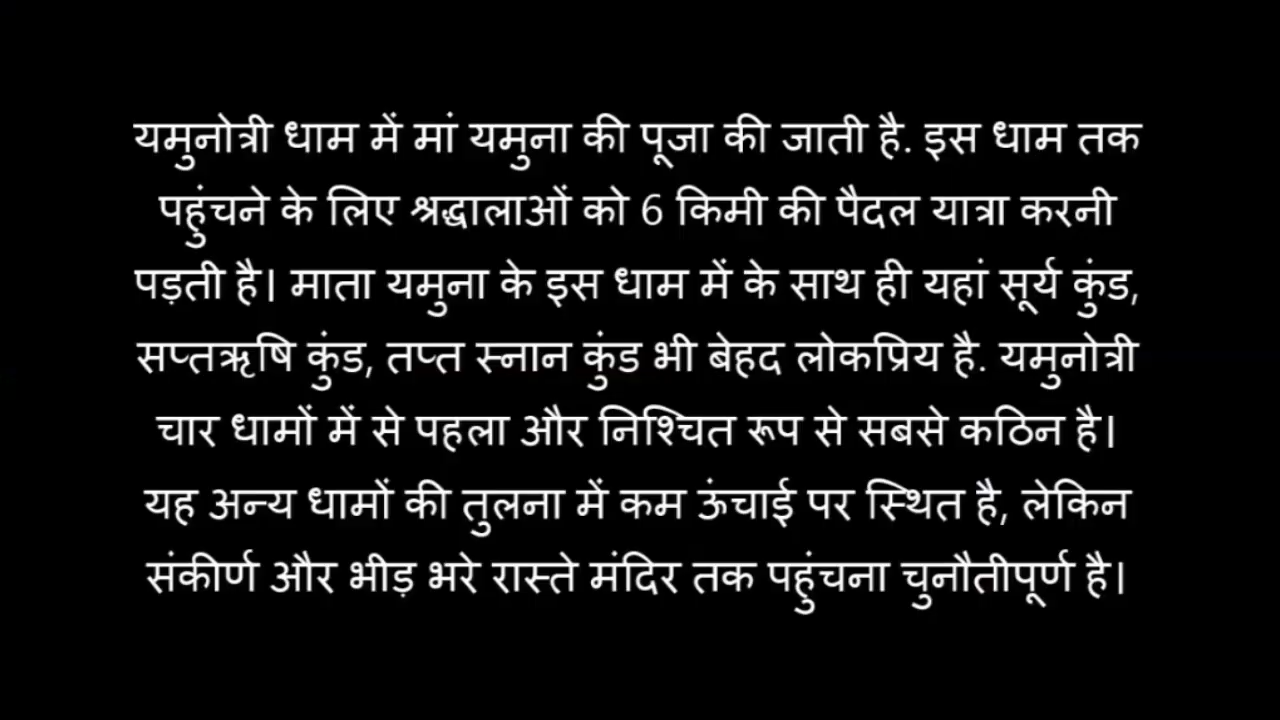 यमुनोत्री धाम में मां यमुना की पूजा की जाती है. इस धाम तक
पहुंचने के लिए श्रद्धालाओं को 6 किमी की पैदल यात्रा करनी
पड़ती है। माता यमुना के इस धाम में के साथ ही यहां सूर्य कुंड,
सप्तऋषि कुंड, तप्त स्नान कुंड भी बेहद लोकप्रिय है. यमुनोत्री
चार धामों में से पहला और निश्चित रूप से सबसे कठिन है।
यह अन्य धामों की तुलना में कम ऊंचाई पर स्थित है, लेकिन
संकीर्ण और भीड़ भरे रास्ते मंदिर तक पहुंचना चुनौतीपूर्ण है।